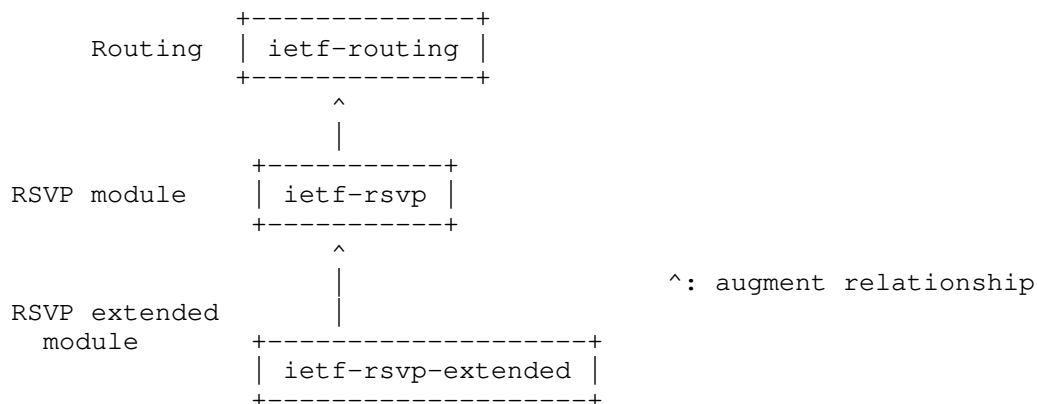 +--------------+
Routing | ietf-routing |
+--------------+
^
|
+-----------+
RSVP module | ietf-rsvp |
+-----------+
^
| ^: augment relationship
RSVP extended |
module +--------------------+
| ietf-rsvp-extended |
+--------------------+